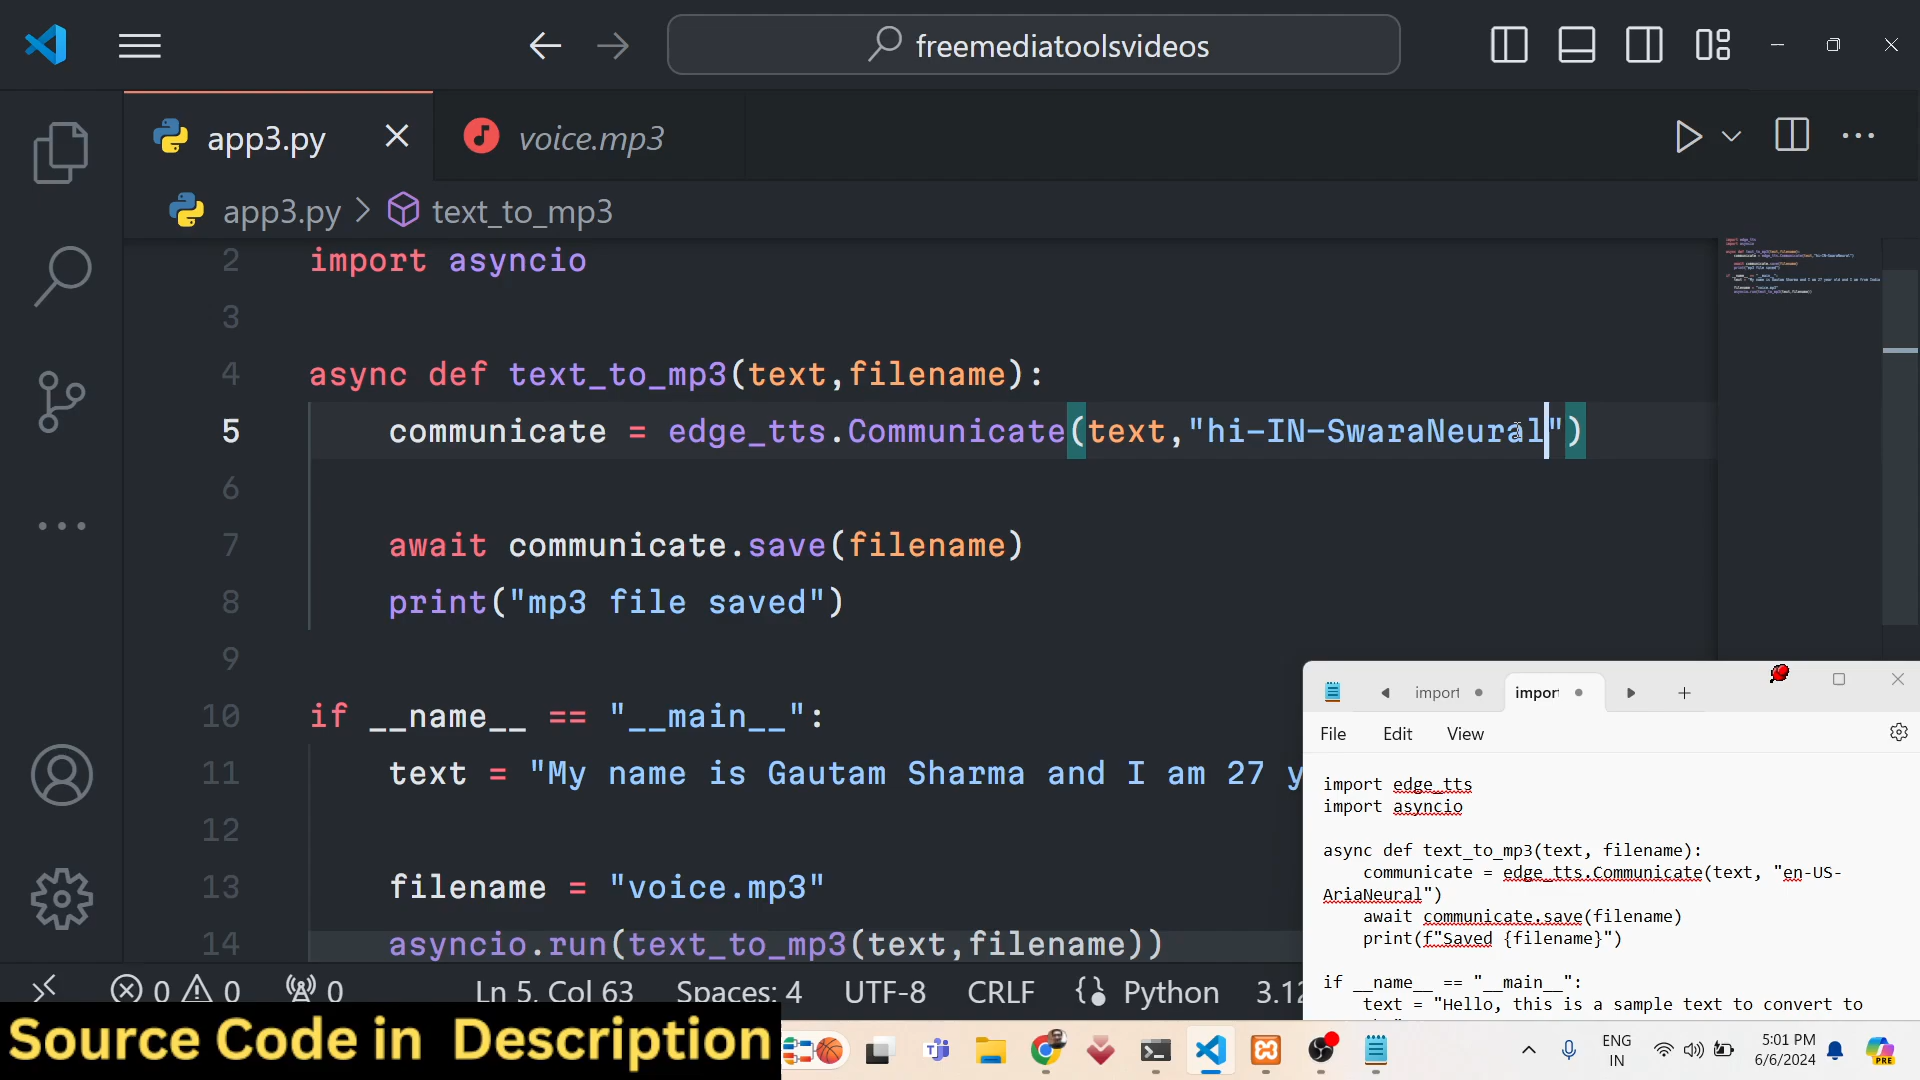 freemediatoolsvideos
app3.py
voice.mp3
app3.py > text_to_mp3
2 import asyncio
3
4 async def text_to_mp3(text,filename):
5 communicate = edge_tts.Communicate(text,"hi-IN-SwaraNeural")
6
7 await communicate.save(filename)
8 print("mp3 file saved")
9
10 if __name__ == "__main__":
11 text = "My name is Gautam Sharma and I am 27 y
12
13 filename = "voice.mp3"
14 asyncio.run(text_to_mp3(text,filename))
import
import
File Edit View
import edge_tts
import asyncio
async def text_to_mp3(text, filename):
communicate = edge_tts.Communicate(text, "en-US-
AriaNeural")
await communicate.save(filename)
print(f"Saved {filename}")
if __name__ == "__main__":
text = "Hello, this is a sample text to convert to
0 0 0 Ln 5, Col 63 Spaces: 4 UTF-8 CRLF Python 3.12
Source Code in Description
ENG
IN
5:01 PM
6/6/2024
PRE